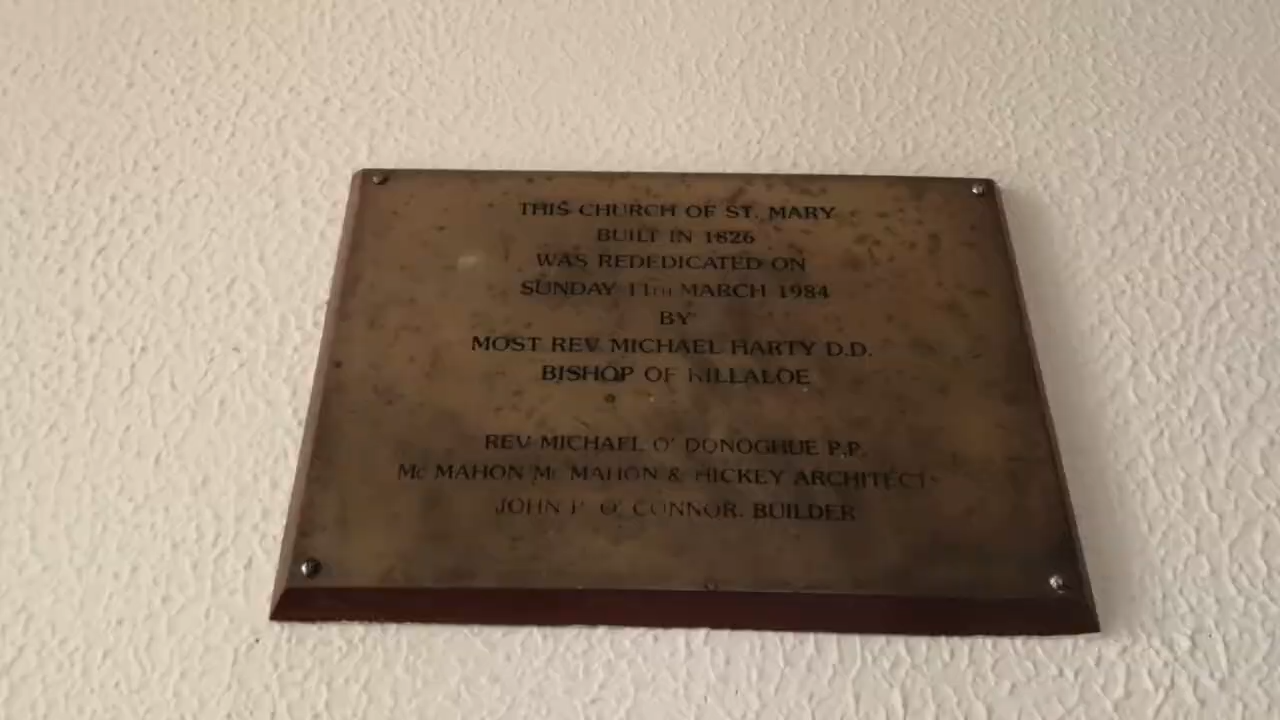 THIS CHURCH OF ST. MARY
BUILT IN 1826
WAS REDEDICATED ON
SUNDAY 11TH MARCH 1984
BY
MOST REV MICHAEL HARTY D.D.
BISHOP OF KILLALOE
REV MICHAEL O' DONOGHUE P.P.
Mc MAHON Mc MAHON & HICKEY ARCHITECTS
JOHN P. O' CONNOR. BUILDER